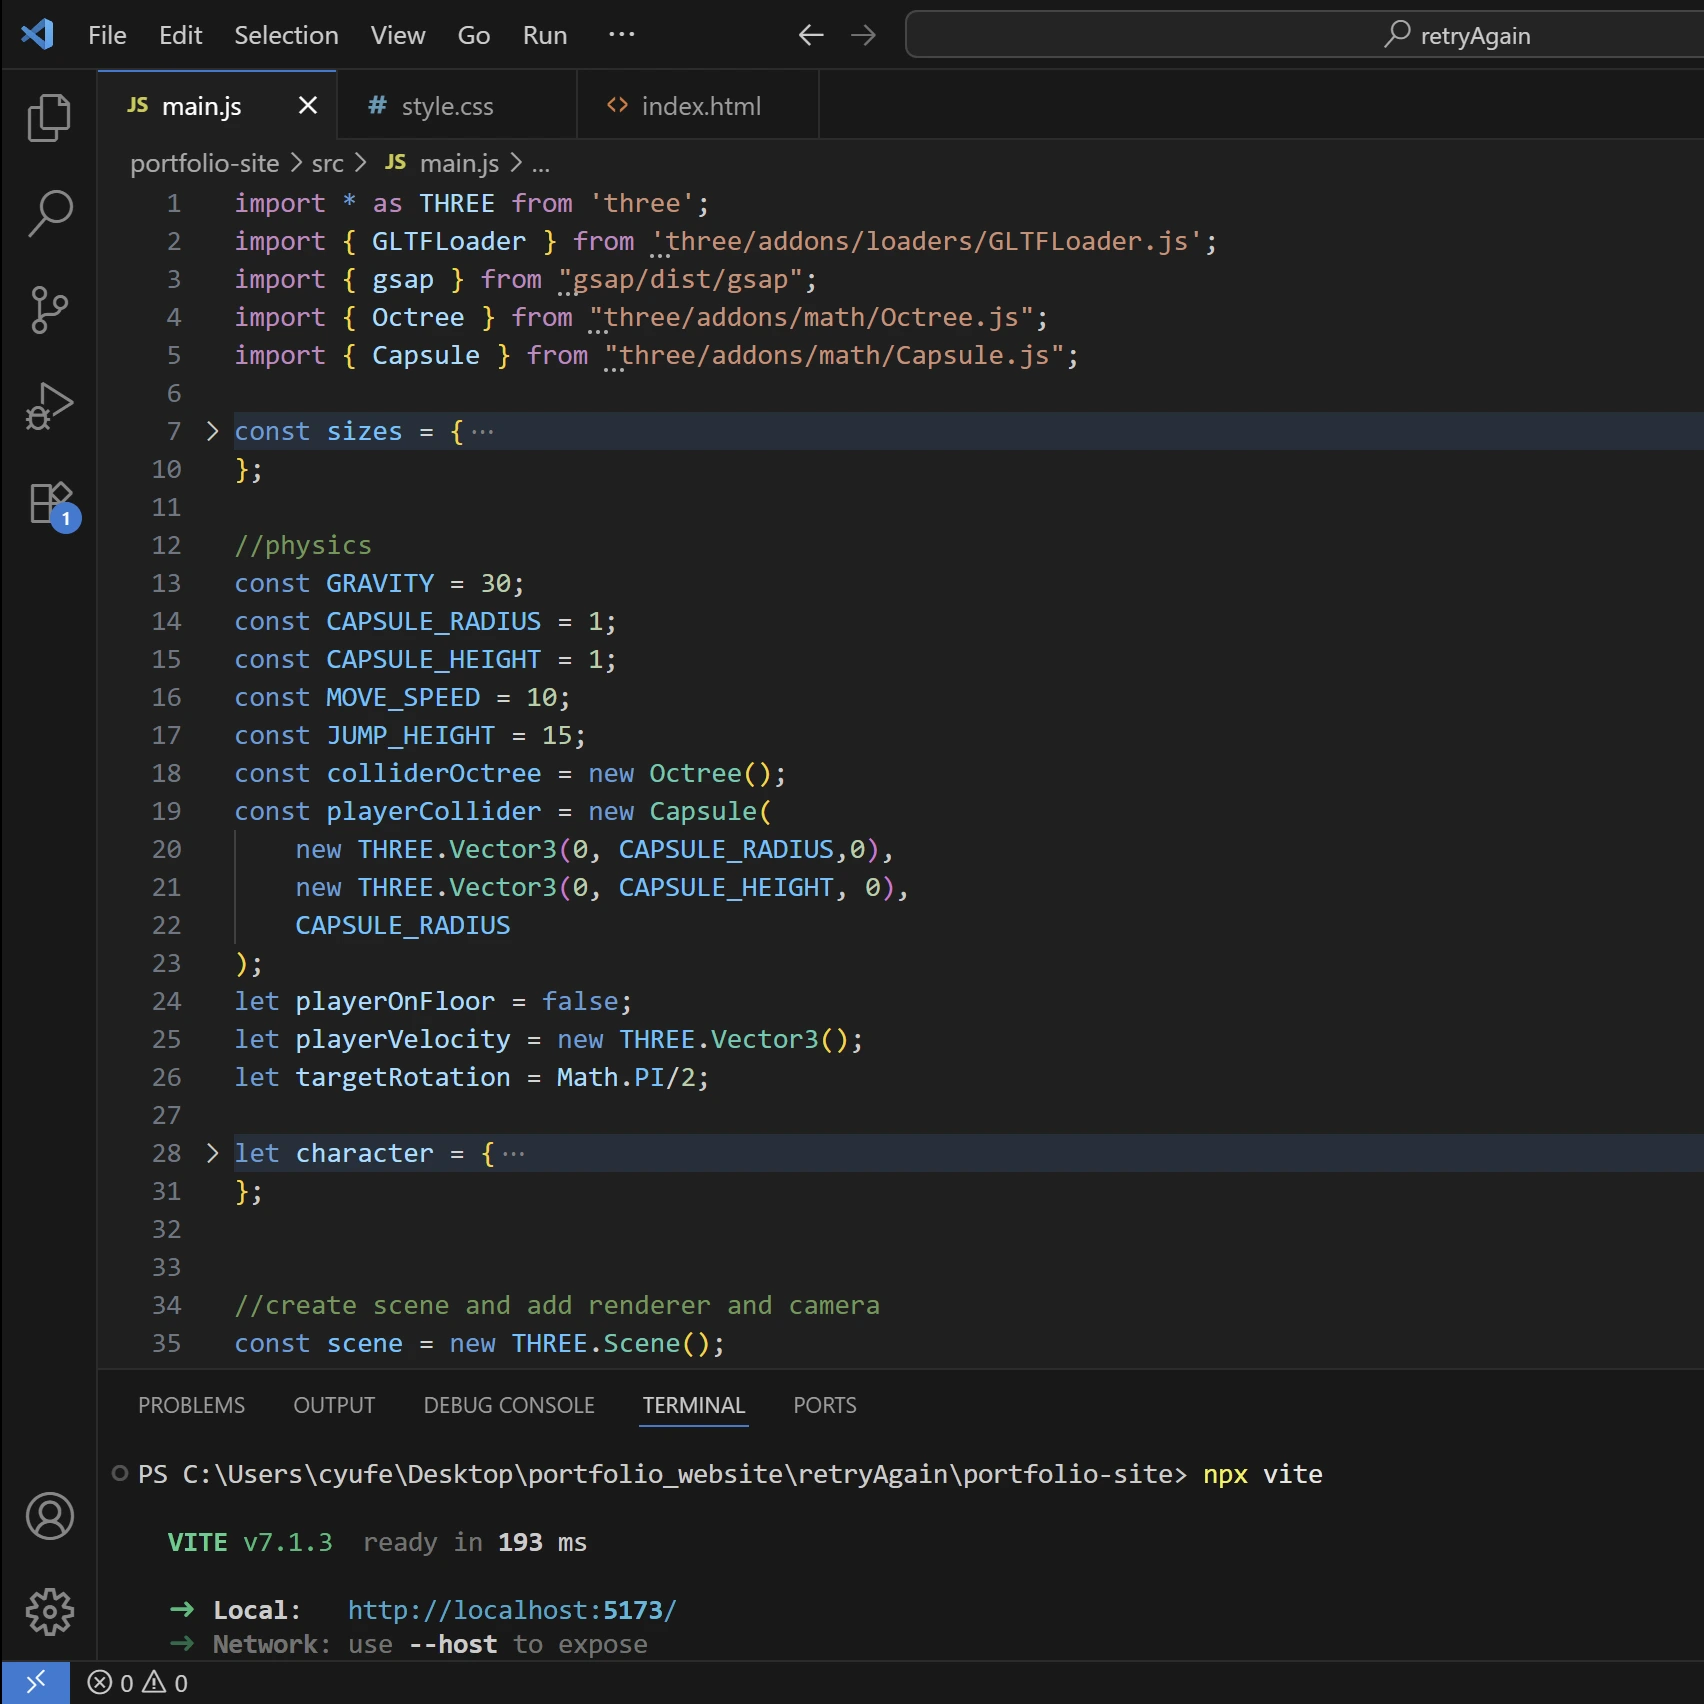 File Edit Selection View Go Run ··· retryAgain
JS main.js # style.css <> index.html
portfolio-site > src > JS main.js > ...
1 import * as THREE from 'three';
2 import { GLTFLoader } from 'three/addons/loaders/GLTFLoader.js';
3 import { gsap } from "gsap/dist/gsap";
4 import { Octree } from "three/addons/math/Octree.js";
5 import { Capsule } from "three/addons/math/Capsule.js";
6
7 const sizes = {···
10 };
11
12 //physics
13 const GRAVITY = 30;
14 const CAPSULE_RADIUS = 1;
15 const CAPSULE_HEIGHT = 1;
16 const MOVE_SPEED = 10;
17 const JUMP_HEIGHT = 15;
18 const colliderOctree = new Octree();
19 const playerCollider = new Capsule(
20     new THREE.Vector3(0, CAPSULE_RADIUS,0),
21     new THREE.Vector3(0, CAPSULE_HEIGHT, 0),
22     CAPSULE_RADIUS
23 );
24 let playerOnFloor = false;
25 let playerVelocity = new THREE.Vector3();
26 let targetRotation = Math.PI/2;
27
28 let character = {···
31 };
32
33
34 //create scene and add renderer and camera
35 const scene = new THREE.Scene();
1
PROBLEMS OUTPUT DEBUG CONSOLE TERMINAL PORTS
PS C:\Users\cyufe\Desktop\portfolio_website\retryAgain\portfolio-site> npx vite
VITE v7.1.3 ready in 193 ms
➜ Local: http://localhost:5173/
➜ Network: use --host to expose
0 0